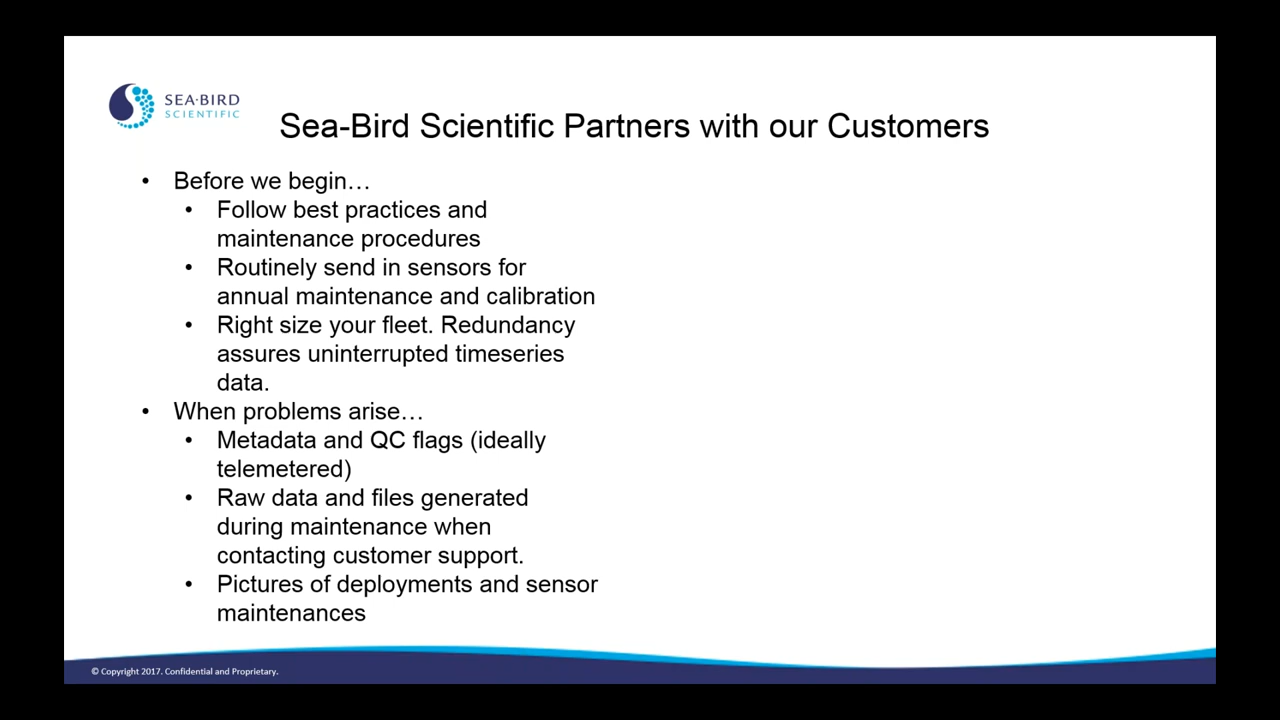 SEA·BIRD
SCIENTIFIC
Sea-Bird Scientific Partners with our Customers
• Before we begin…
• Follow best practices and
maintenance procedures
• Routinely send in sensors for
annual maintenance and calibration
• Right size your fleet. Redundancy
assures uninterrupted timeseries
data.
• When problems arise…
• Metadata and QC flags (ideally
telemetered)
• Raw data and files generated
during maintenance when
contacting customer support.
• Pictures of deployments and sensor
maintenances
© Copyright 2017. Confidential and Proprietary.